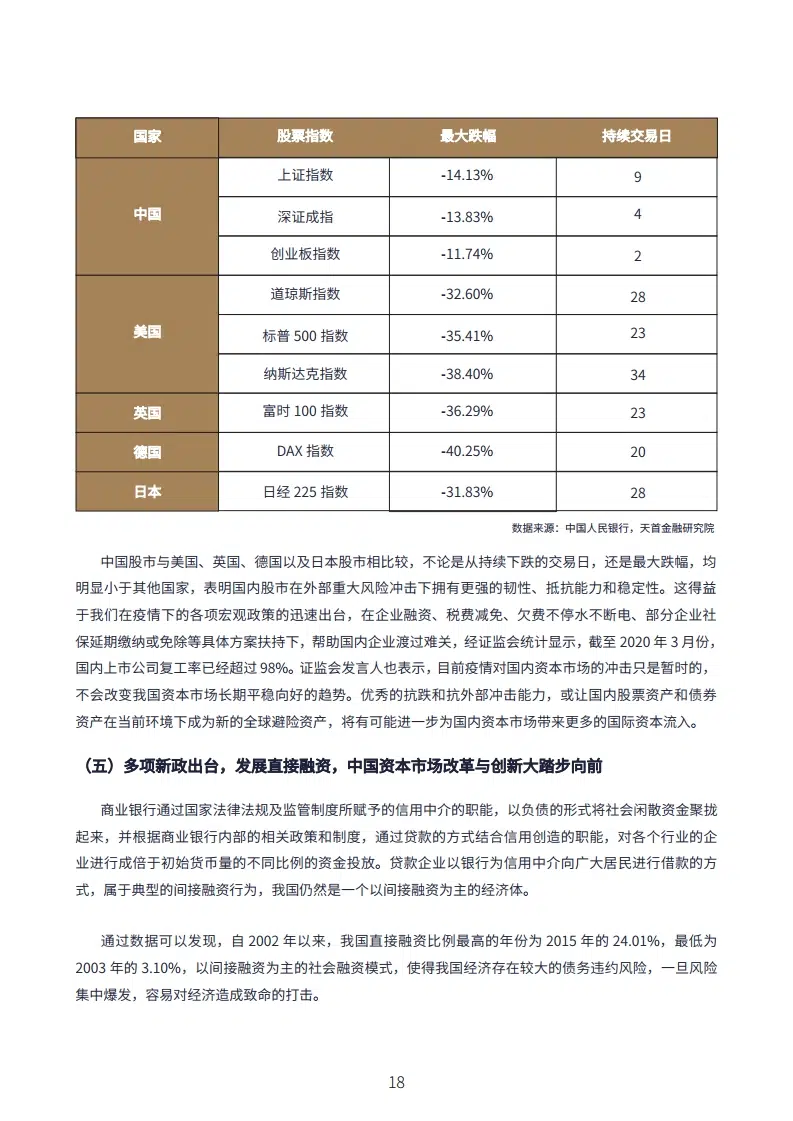 国家 股票指数 最大跌幅 持续交易日
中国 上证指数 -14.13% 9
深证成指 -13.83% 4
创业板指数 -11.74% 2
美国 道琼斯指数 -32.60% 28
标普 500 指数 -35.41% 23
纳斯达克指数 -38.40% 34
英国 富时 100 指数 -36.29% 23
德国 DAX 指数 -40.25% 20
日本 日经 225 指数 -31.83% 28
数据来源：中国人民银行，天首金融研究院
中国股市与美国、英国、德国以及日本股市相比较，不论是从持续下跌的交易日，还是最大跌幅，均
明显小于其他国家，表明国内股市在外部重大风险冲击下拥有更强的韧性、抵抗能力和稳定性。这得益
于我们在疫情下的各项宏观政策的迅速出台，在企业融资、税费减免、欠费不停水不断电、部分企业社
保延期缴纳或免除等具体方案扶持下，帮助国内企业渡过难关，经证监会统计显示，截至 2020 年 3 月份，
国内上市公司复工率已经超过 98%。证监会发言人也表示，目前疫情对国内资本市场的冲击只是暂时的，
不会改变我国资本市场长期平稳向好的趋势。优秀的抗跌和抗外部冲击能力，或让国内股票资产和债券
资产在当前环境下成为新的全球避险资产，将有可能进一步为国内资本市场带来更多的国际资本流入。
（五）多项新政出台，发展直接融资，中国资本市场改革与创新大踏步向前
商业银行通过国家法律法规及监管制度所赋予的信用中介的职能，以负债的形式将社会闲散资金聚拢
起来，并根据商业银行内部的相关政策和制度，通过贷款的方式结合信用创造的职能，对各个行业的企
业进行成倍于初始货币量的不同比例的资金投放。贷款企业以银行为信用中介向广大居民进行借款的方
式，属于典型的间接融资行为，我国仍然是一个以间接融资为主的经济体。
通过数据可以发现，自 2002 年以来，我国直接融资比例最高的年份为 2015 年的 24.01%，最低为
2003 年的 3.10%，以间接融资为主的社会融资模式，使得我国经济存在较大的债务违约风险，一旦风险
集中爆发，容易对经济造成致命的打击。
18